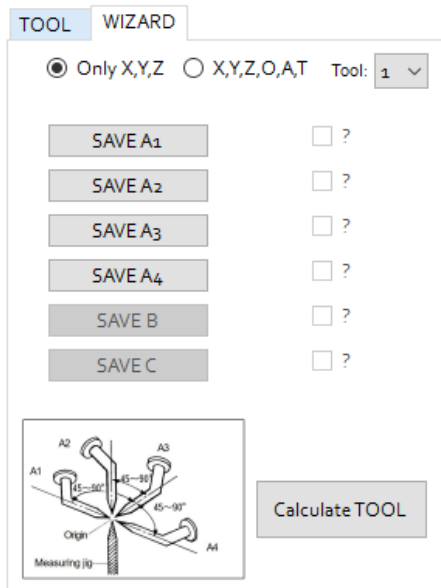 TOOL WIZARD
Only X,Y,Z X,Y,Z,O,A,T Tool: 1
SAVE A1 ?
SAVE A2 ?
SAVE A3 ?
SAVE A4 ?
SAVE B ?
SAVE C ?
A2 A3
A1 45~90° 45~90°
45~90°
Origin
A4
Measuring jig
Calculate TOOL